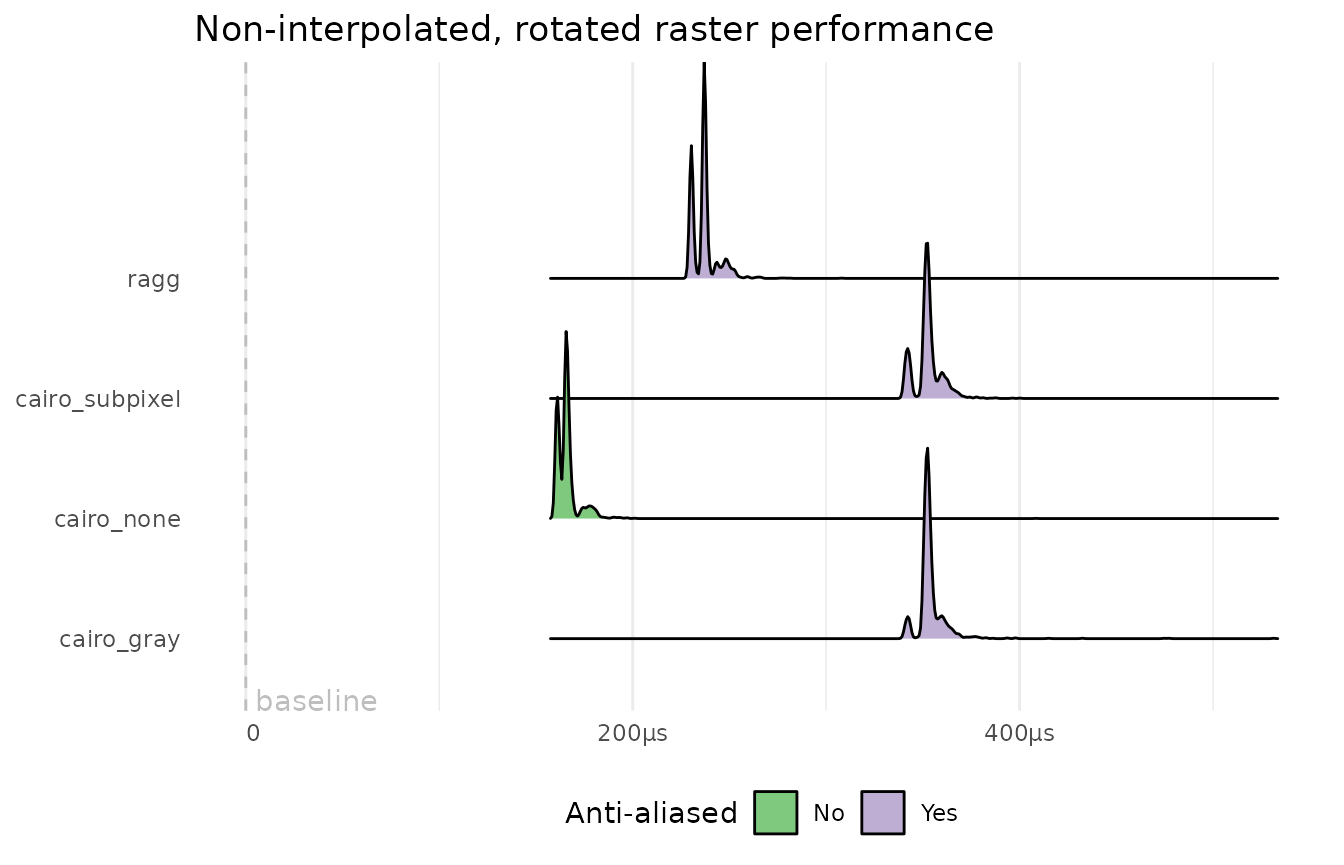 Non-interpolated, rotated raster performance
ragg
cairo_subpixel
cairo_none
cairo_gray
baseline
0
200µs
400µs
Anti-aliased
No
Yes